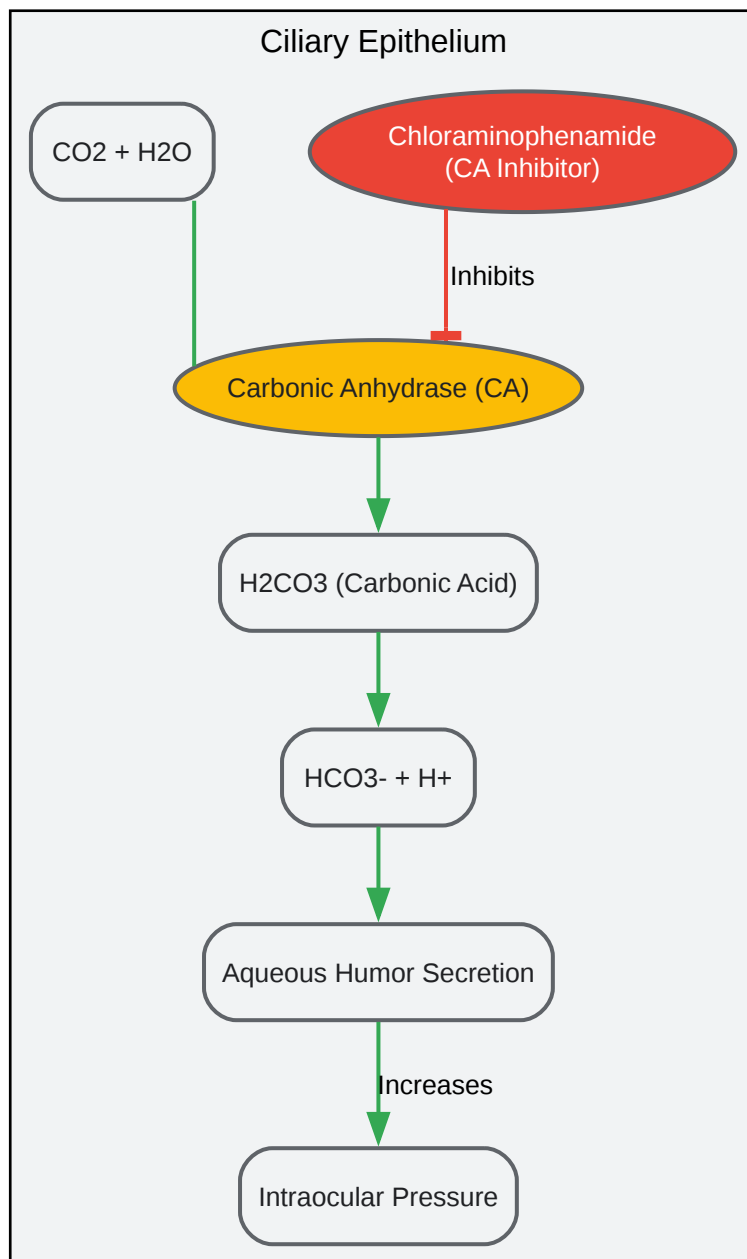 Ciliary Epithelium
CO2 + H2O
Chloraminophenamide
(CA Inhibitor)
Inhibits
Carbonic Anhydrase (CA)
H2CO3 (Carbonic Acid)
HCO3- + H+
Aqueous Humor Secretion
Increases
Intraocular Pressure